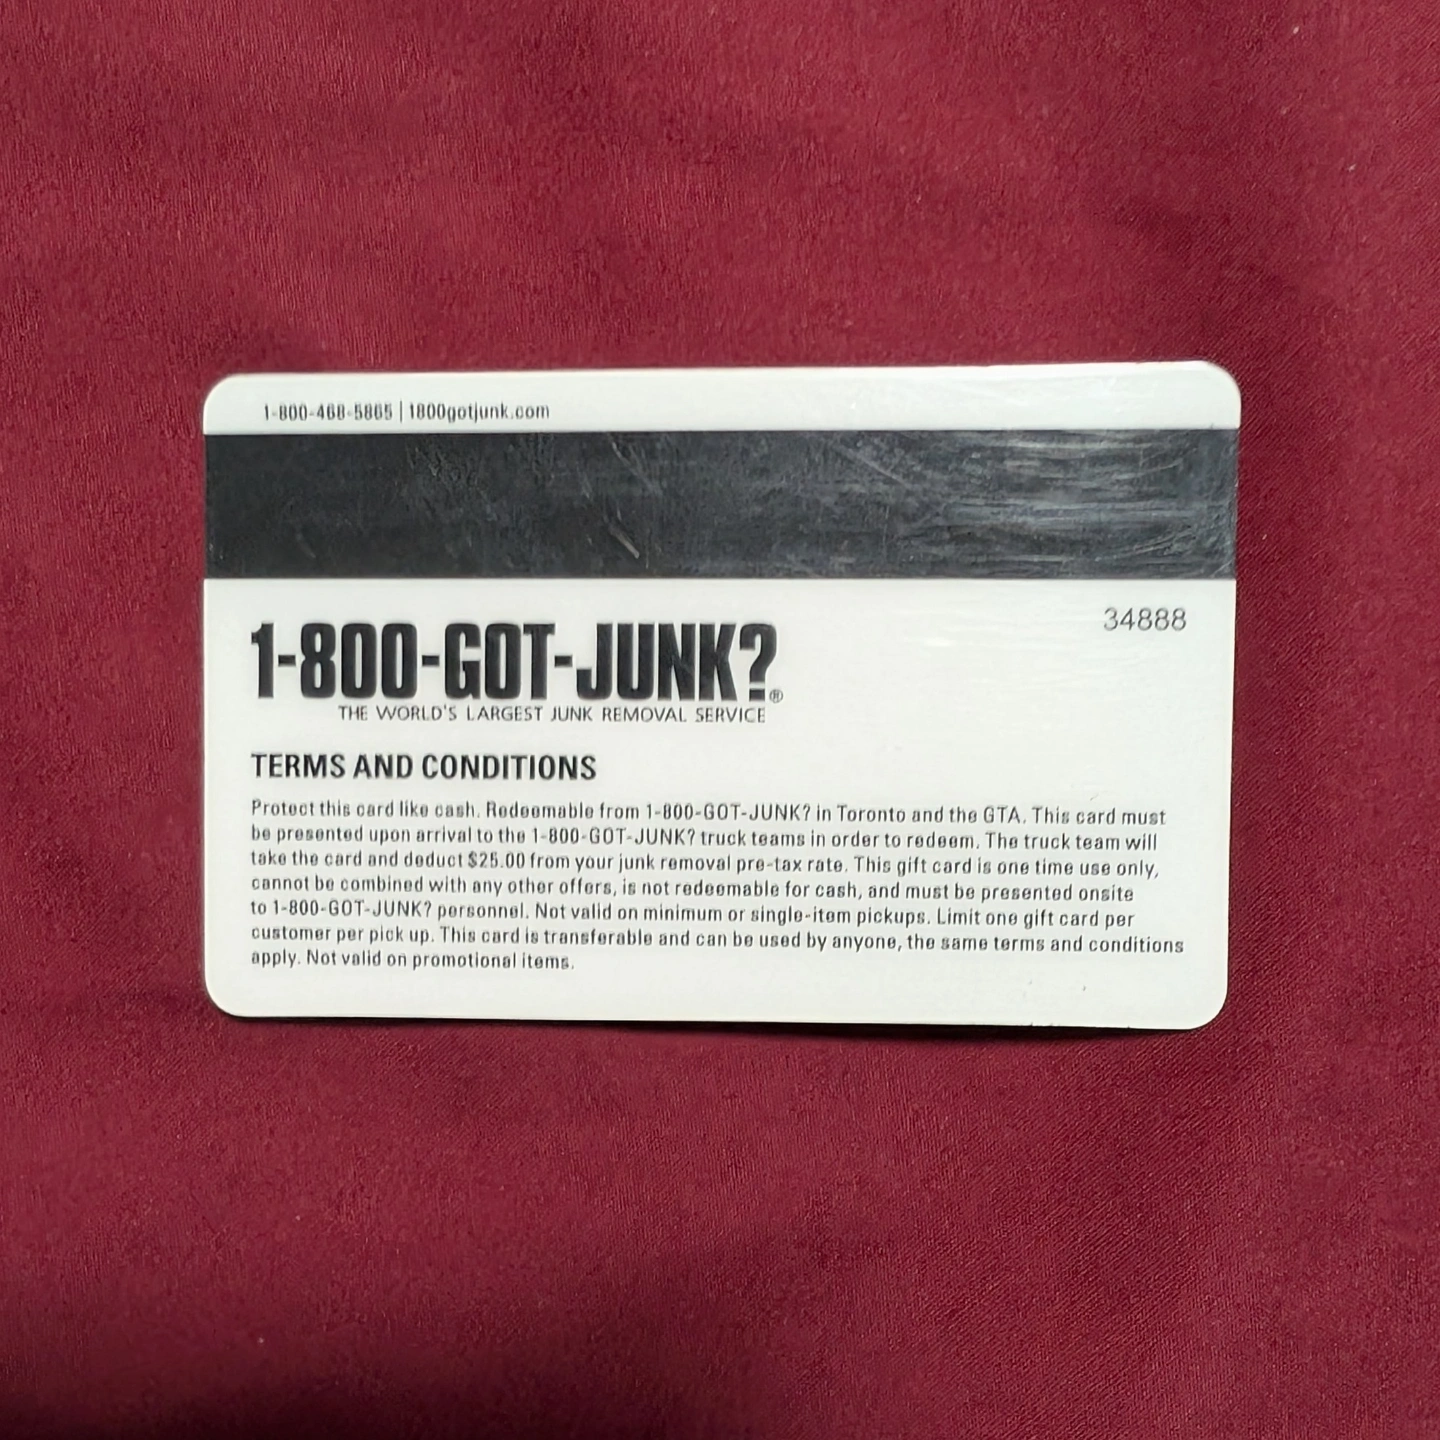 1-800-468-5865 | 1800gotjunk.com
34888
1-800-GOT-JUNK?®
THE WORLD'S LARGEST JUNK REMOVAL SERVICE
TERMS AND CONDITIONS
Protect this card like cash. Redeemable from 1-800-GOT-JUNK? in Toronto and the GTA. This card must
be presented upon arrival to the 1-800-GOT-JUNK? truck teams in order to redeem. The truck team will
take the card and deduct $25.00 from your junk removal pre-tax rate. This gift card is one time use only,
cannot be combined with any other offers, is not redeemable for cash, and must be presented onsite
to 1-800-GOT-JUNK? personnel. Not valid on minimum or single-item pickups. Limit one gift card per
customer per pick up. This card is transferable and can be used by anyone, the same terms and conditions
apply. Not valid on promotional items.